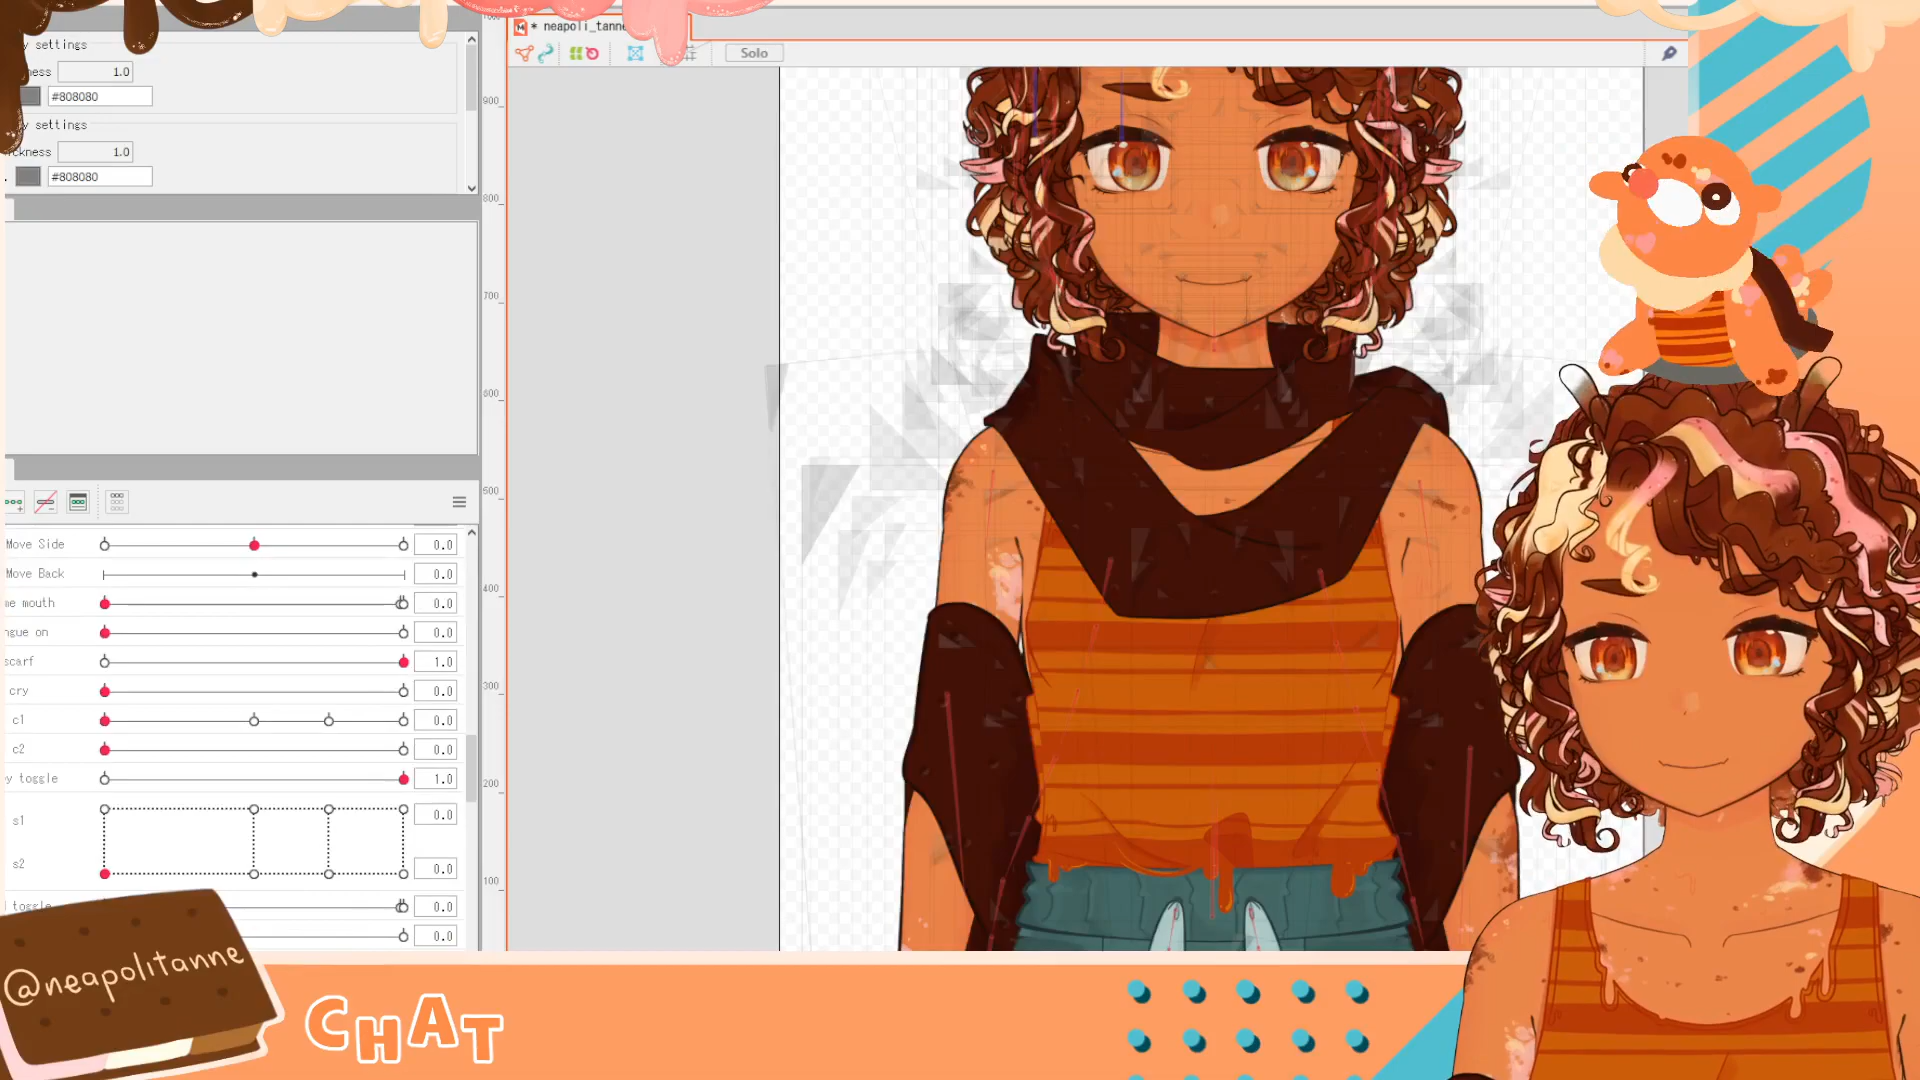 y settings
ness 1.0
#808080
y settings
ckness 1.0
#808080
* neapoli_tanne
Solo
900
800
700
600
500
400
300
200
100
Move Side 0.0
Move Back 0.0
ne mouth 0.0
ngue on 0.0
scarf 1.0
cry 0.0
c1 0.0
c2 0.0
y toggle 1.0
s1 0.0
s2 0.0
toggle 0.0
0.0
@neapolitanne
CHAT